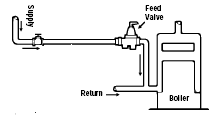 Feed
Valve
Supply
Return
Boiler